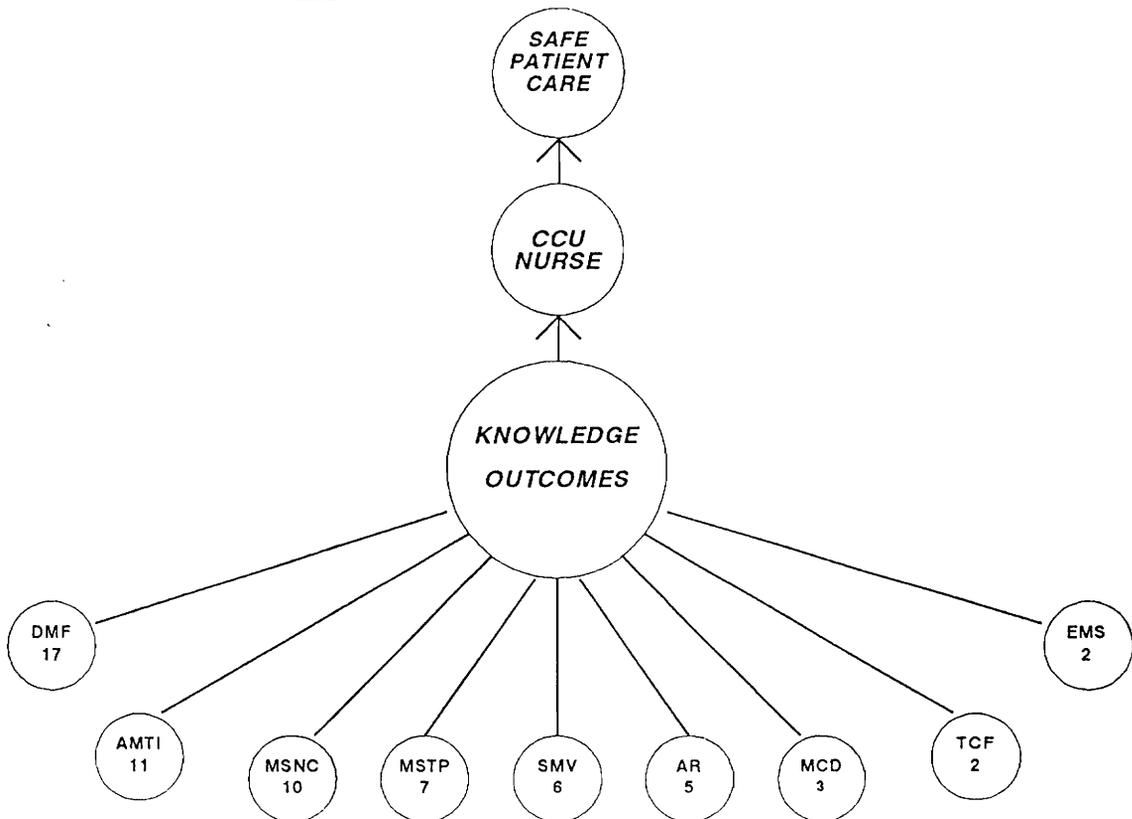 SAFE
PATIENT
CARE
CCU
NURSE
KNOWLEDGE
OUTCOMES
DMF
17
EMS
2
AMTI
11
TCF
2
MSNC
10
MSTP
7
SMV
6
AR
5
MCD
3